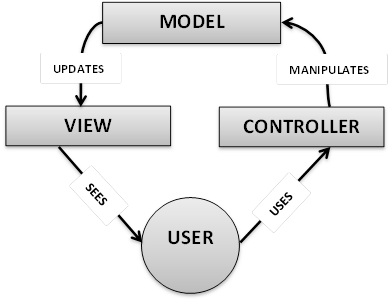 MODEL
UPDATES
MANIPULATES
VIEW
CONTROLLER
SEES
USES
USER